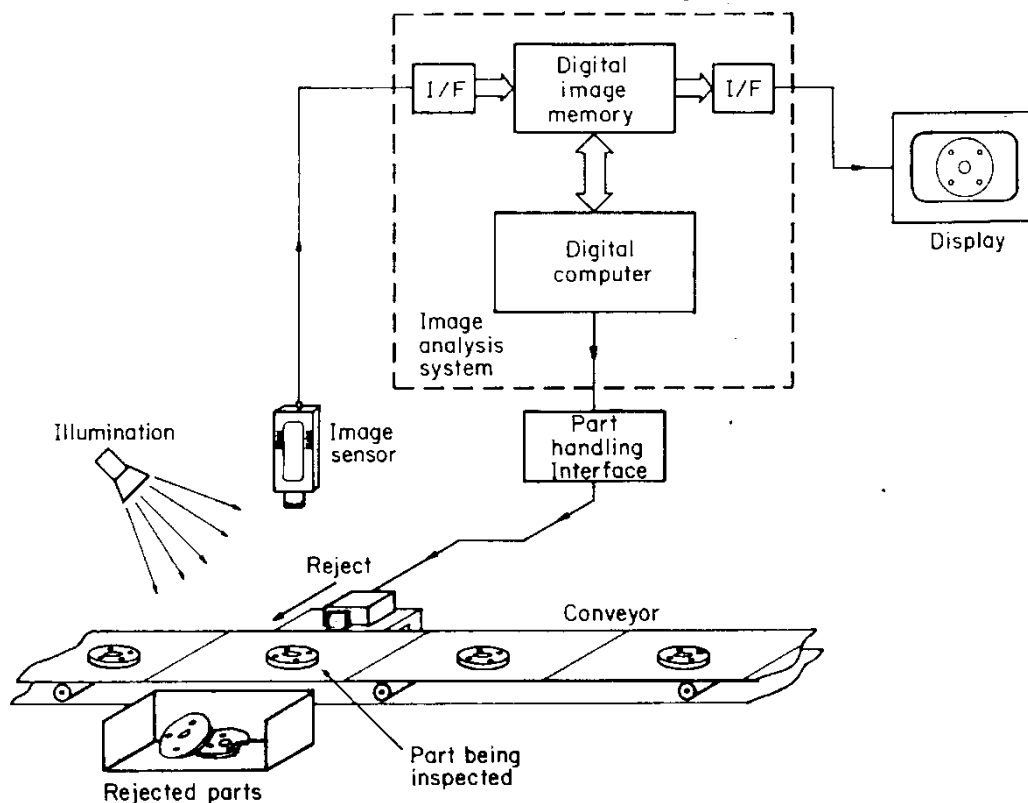 I/F
Digital
image
memory
I/F
Display
Digital
computer
Image
analysis
system
Part
handling
Interface
Illumination
Image
sensor
Reject
Conveyor
Part being
inspected
Rejected parts